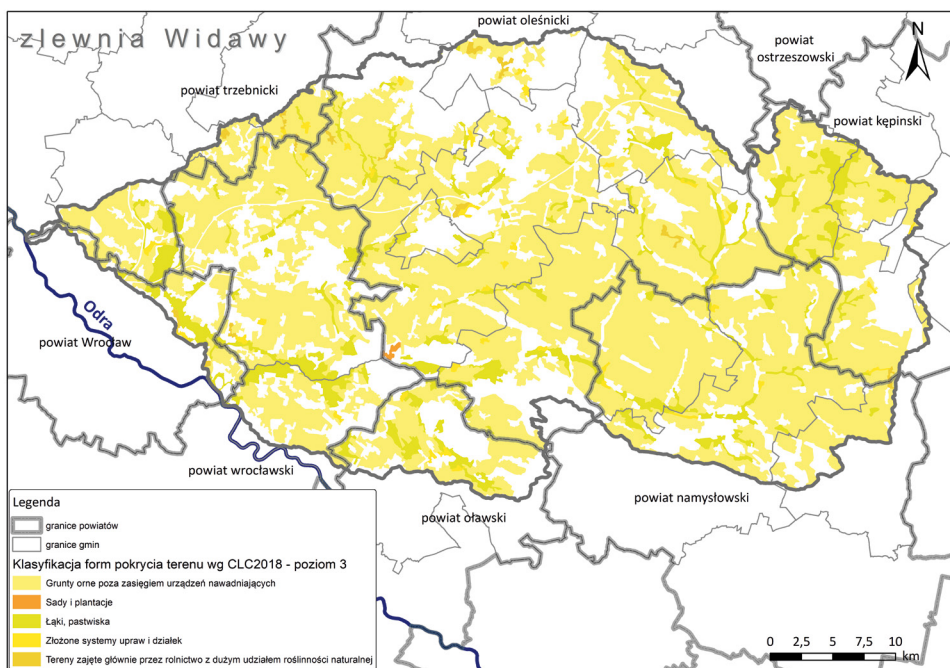 zlewnia Widawy
powiat oleśnicki
powiat
ostrzeszowski
N
powiat trzebnicki
powiat kępinski
Odra
powiat Wrocław
powiat wrocławski
powiat oławski
powiat namysłowski
Legenda
granice powiatów
granice gmin
Klasyfikacja form pokrycia terenu wg CLC2018 - poziom 3
Grunty orne poza zasięgiem urządzeń nawadniających
Sady i plantacje
Łąki, pastwiska
Złożone systemy upraw i działek
Tereny zajęte głównie przez rolnictwo z dużym udziałem roślinności naturalnej
0 2,5 5 7,5 10
km